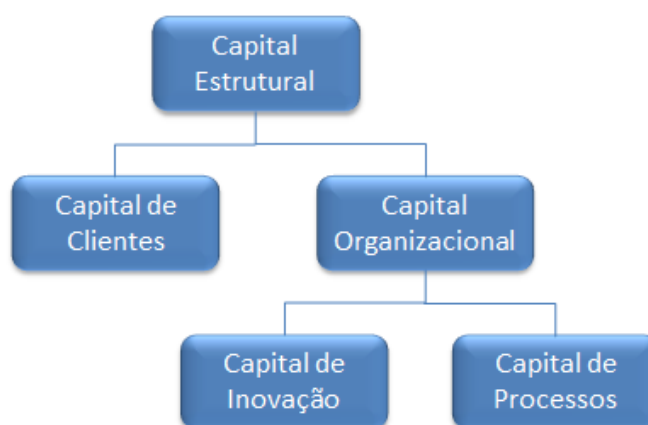 Capital
Estrutural
Capital de
Clientes
Capital
Organizacional
Capital de
Inovação
Capital de
Processos